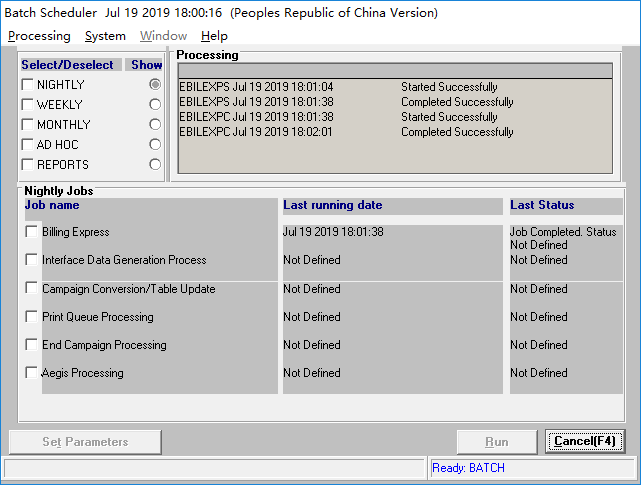 Batch Scheduler Jul 19 2019 18:00:16 (Peoples Republic of China Version)
Processing System Window Help
Select/Deselect Show
NIGHTLY
WEEKLY
MONTHLY
AD HOC
REPORTS
Processing
EBILEXPS Jul 19 2019 18:01:04 Started Successfully
EBILEXPS Jul 19 2019 18:01:38 Completed Successfully
EBILEXPC Jul 19 2019 18:01:38 Started Successfully
EBILEXPC Jul 19 2019 18:02:01 Completed Successfully
Nightly Jobs
Job name Last running date Last Status
Billing Express Jul 19 2019 18:01:38 Job Completed. Status
Not Defined
Interface Data Generation Process Not Defined Not Defined
Campaign Conversion/Table Update Not Defined Not Defined
Print Queue Processing Not Defined Not Defined
End Campaign Processing Not Defined Not Defined
Aegis Processing Not Defined Not Defined
Set Parameters Run Cancel(F4)
Ready: BATCH